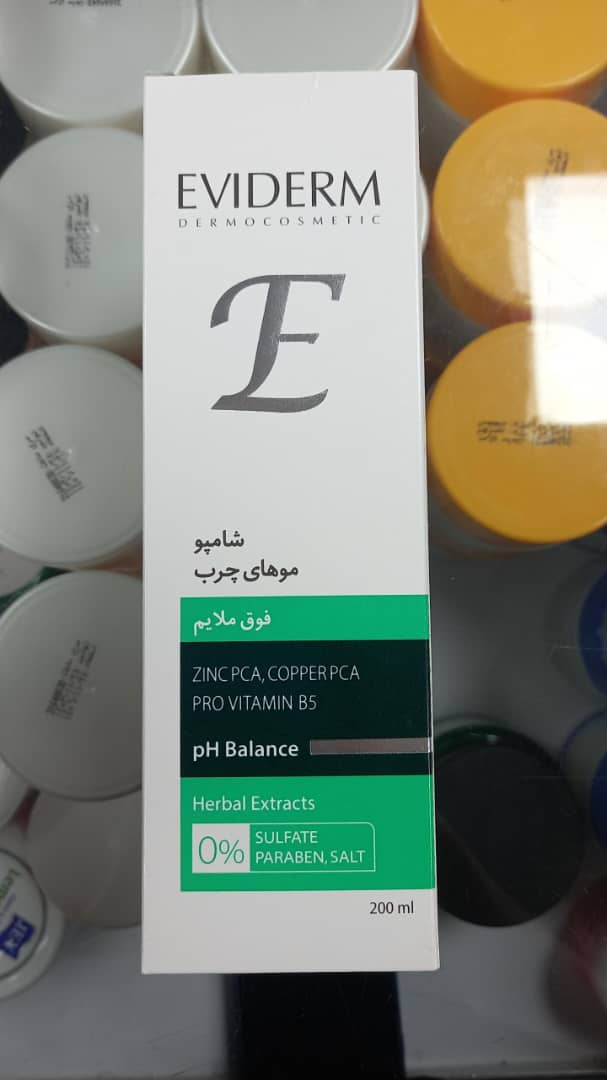 EVIDERM
DERMOCOSMETIC
E
شامپو
موهای چرب
فوق ملایم
ZINC PCA, COPPER PCA
PRO VITAMIN B5
pH Balance
Herbal Extracts
0% SULFATE
PARABEN, SALT
200 ml